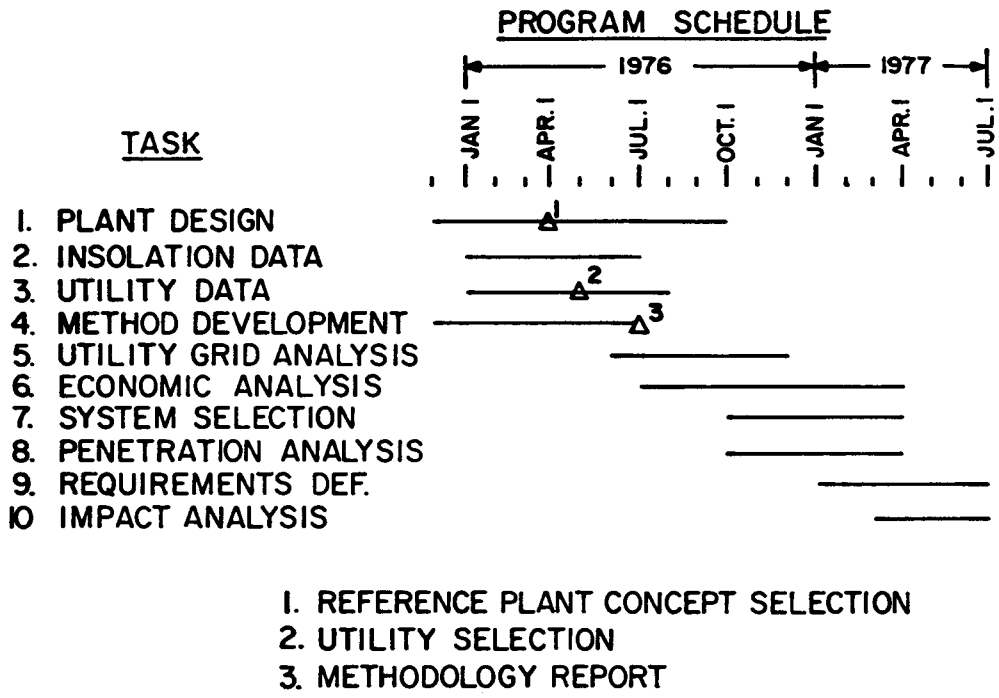 PROGRAM SCHEDULE
1976 1977
TASK
JAN 1 APR. 1 JUL. 1 OCT. 1 JAN 1 APR. 1 JUL. 1
1. PLANT DESIGN 1
2. INSOLATION DATA
3. UTILITY DATA 2
4. METHOD DEVELOPMENT 3
5. UTILITY GRID ANALYSIS
6. ECONOMIC ANALYSIS
7. SYSTEM SELECTION
8. PENETRATION ANALYSIS
9. REQUIREMENTS DEF.
10 IMPACT ANALYSIS
1. REFERENCE PLANT CONCEPT SELECTION
2. UTILITY SELECTION
3. METHODOLOGY REPORT